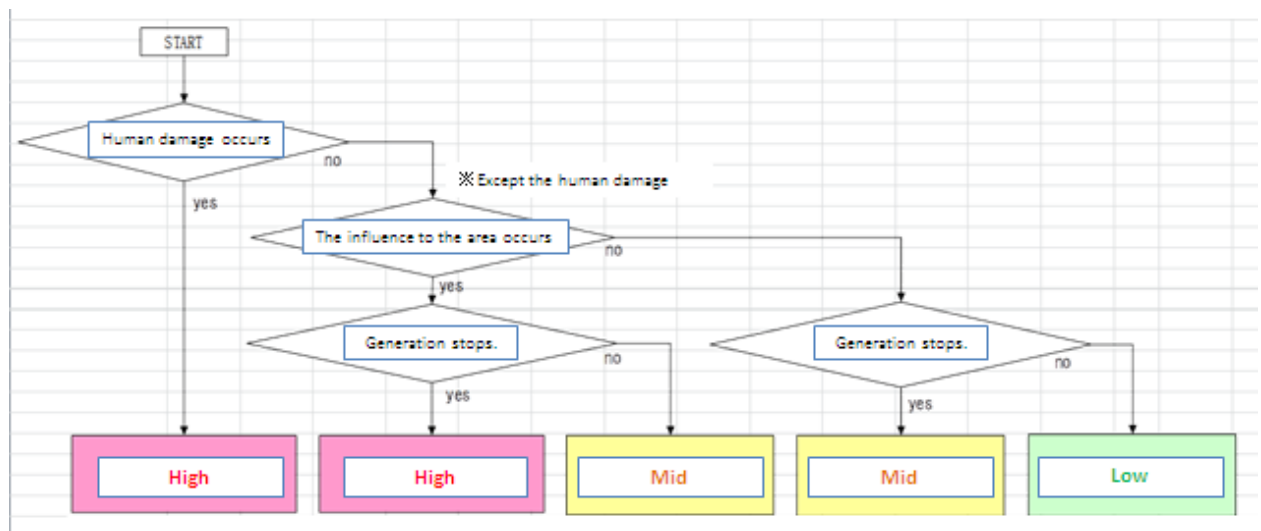 START
Human damage occurs
no
※ Except the human damage
yes
The influence to the area occurs
no
yes
Generation stops.
Generation stops.
no
no
yes
yes
High
High
Mid
Mid
Low